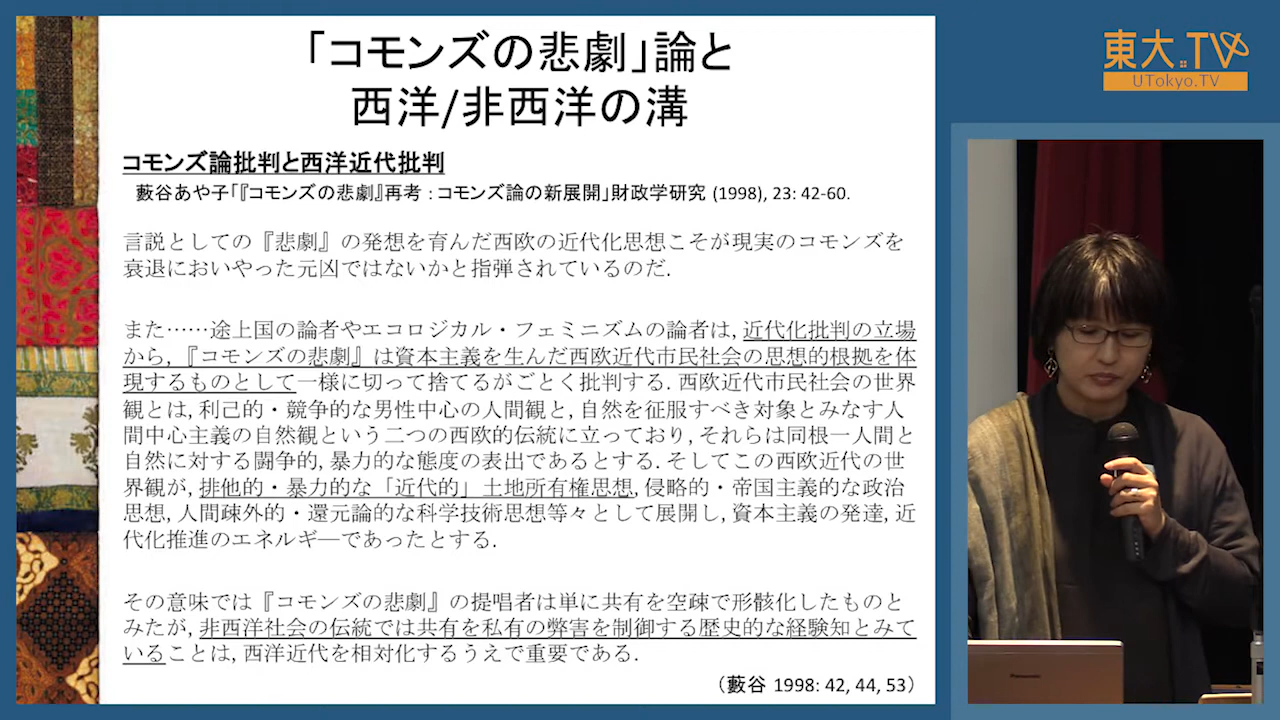 「コモンズの悲劇」論と
西洋/非西洋の溝
コモンズ論批判と西洋近代批判
藪谷あや子「『コモンズの悲劇』再考：コモンズ論の新展開」財政学研究 (1998), 23: 42-60.
言説としての『悲劇』の発想を育んだ西欧の近代化思想こそが現実のコモンズを
衰退においやった元凶ではないかと指弾されているのだ.
また……途上国の論者やエコロジカル・フェミニズムの論者は, 近代化批判の立場
から, 『コモンズの悲劇』は資本主義を生んだ西欧近代市民社会の思想的根拠を体
現するものとして一様に切って捨てるがごとく批判する. 西欧近代市民社会の世界
観とは, 利己的・競争的な男性中心の人間観と, 自然を征服すべき対象とみなす人
間中心主義の自然観という二つの西欧的伝統に立っており, それらは同根一人間と
自然に対する闘争的, 暴力的な態度の表出であるとする. そしてこの西欧近代の世
界観が, 排他的・暴力的な「近代的」土地所有権思想, 侵略的・帝国主義的な政治
思想, 人間疎外的・還元論的な科学技術思想等々として展開し, 資本主義の発達, 近
代化推進のエネルギ―であったとする.
その意味では『コモンズの悲劇』の提唱者は単に共有を空疎で形骸化したものと
みたが, 非西洋社会の伝統では共有を私有の弊害を制御する歴史的な経験知とみて
いることは, 西洋近代を相対化するうえで重要である.
（藪谷 1998: 42, 44, 53）
東大.TV
UTokyo.TV
Panasonic